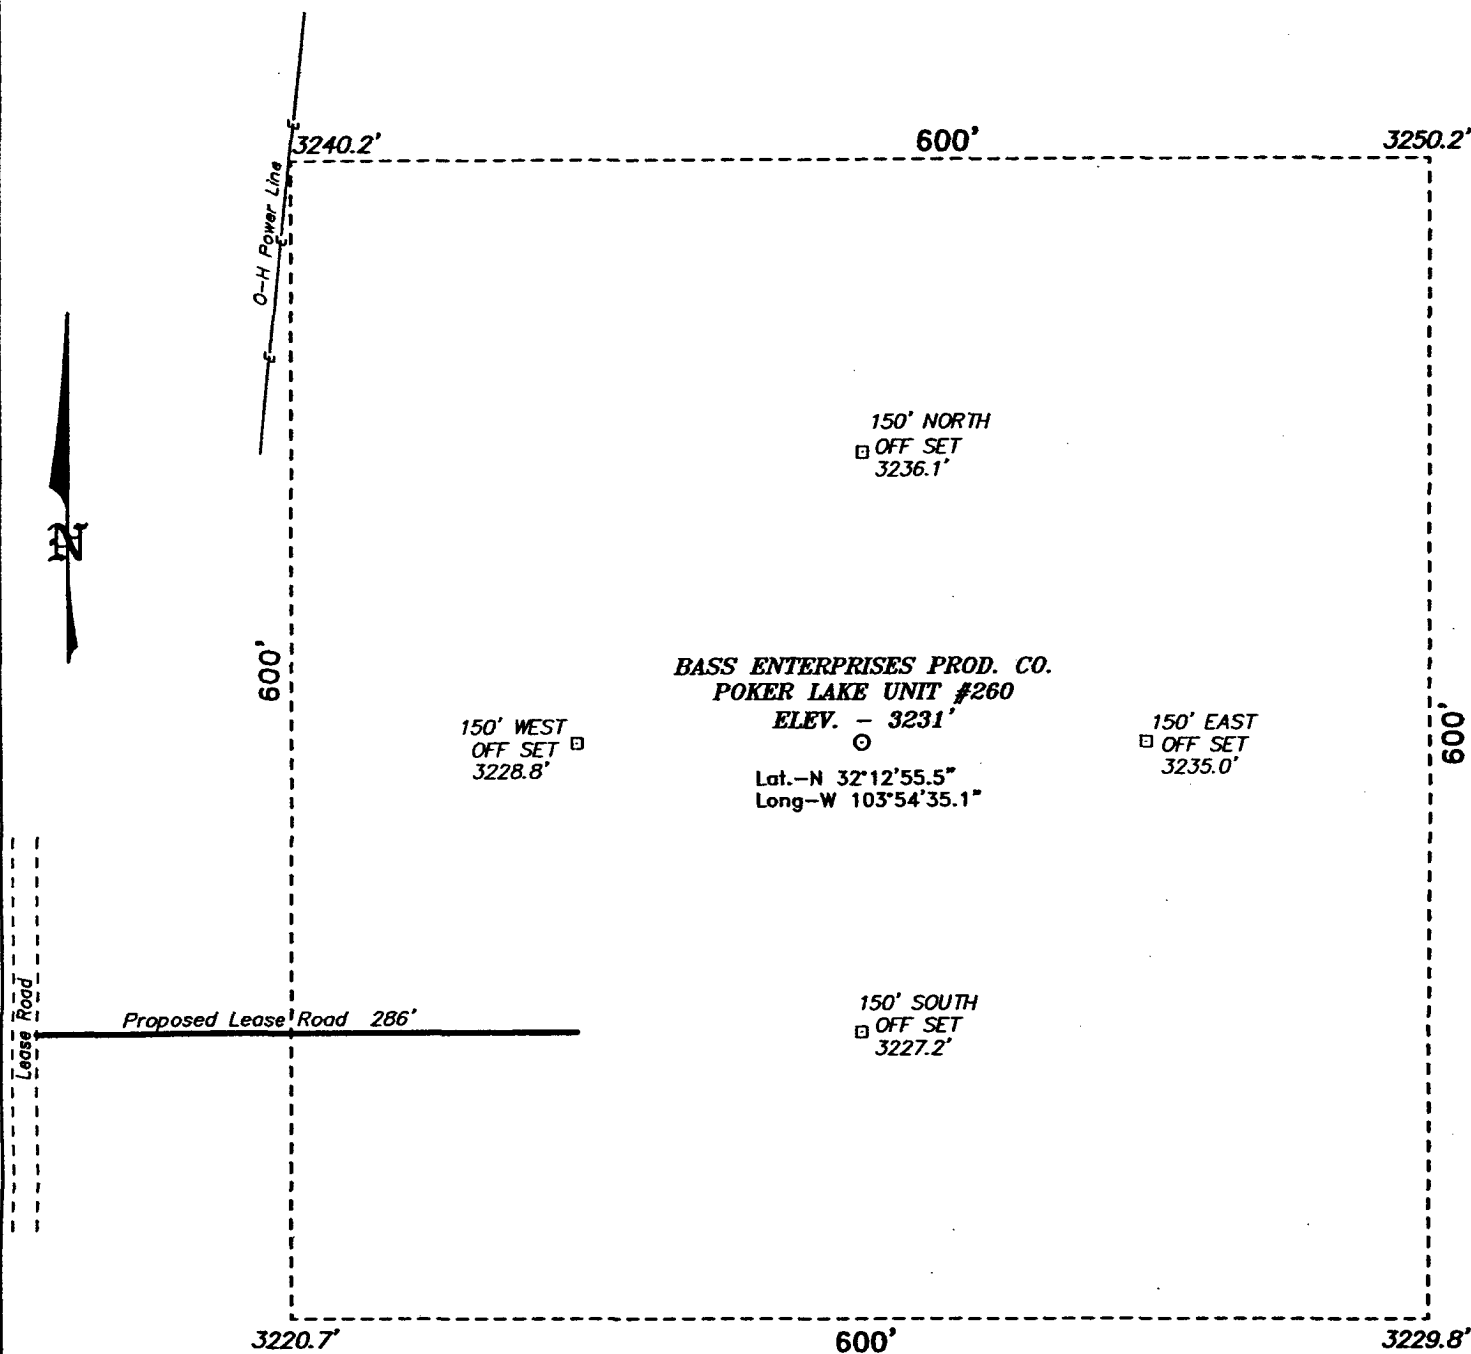 3240.2'
600'
3250.2'
O-H Power Line
150' NORTH
OFF SET
3236.1'
N
600'
BASS ENTERPRISES PROD. CO.
POKER LAKE UNIT #260
ELEV. - 3231'
Lat.-N 32°12'55.5"
Long-W 103°54'35.1"
150' WEST
OFF SET
3228.8'
150' EAST
OFF SET
3235.0'
600'
Lease Road
Proposed Lease Road 286'
150' SOUTH
OFF SET
3227.2'
3220.7'
600'
3229.8'